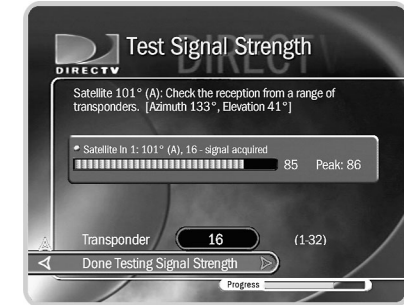 DIRECTV
Test Signal Strength
Satellite 101° (A): Check the reception from a range of
transponders. [Azimuth 133°, Elevation 41°]
Satellite In 1: 101° (A), 16 - signal acquired
85 Peak: 86
Transponder 16 (1-32)
Done Testing Signal Strength
Progress